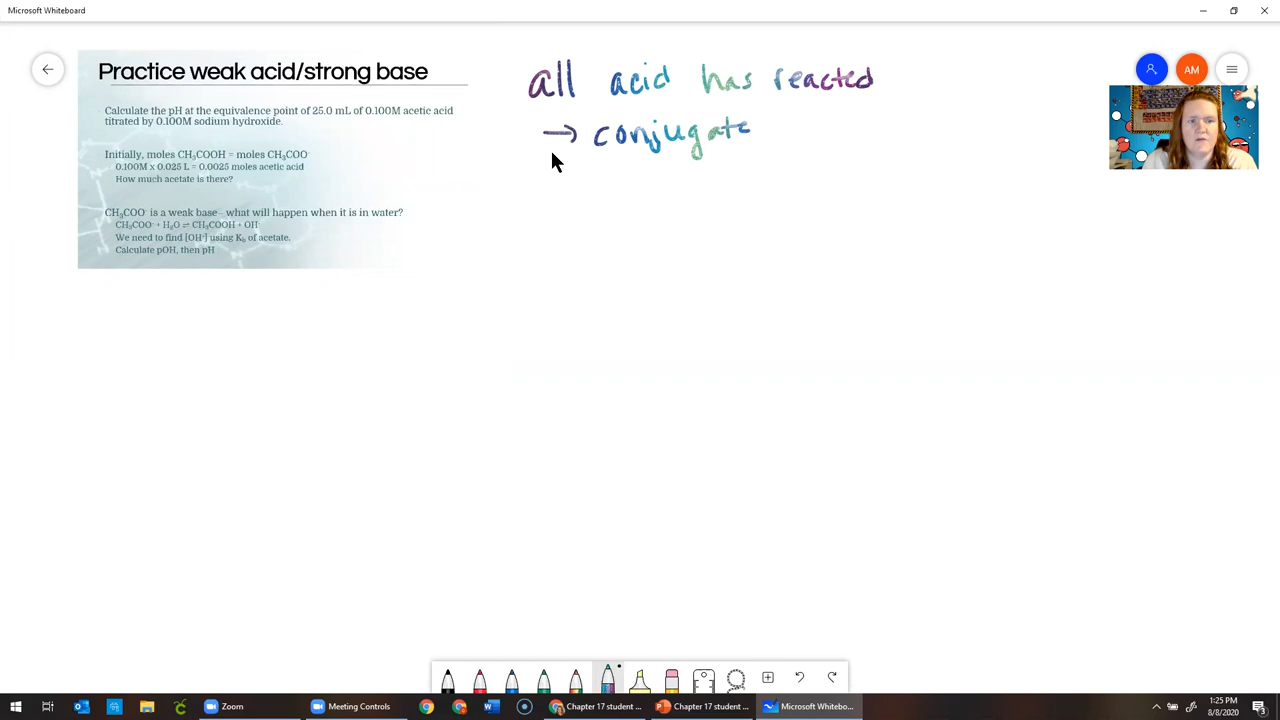 Microsoft Whiteboard
Practice weak acid/strong base
Calculate the pH at the equivalence point of 25.0 mL of 0.100M acetic acid
titrated by 0.100M sodium hydroxide.
Initially, moles CH₃COOH = moles CH₃COO⁻
0.100M x 0.025 L = 0.0025 moles acetic acid
How much acetate is there?
CH₃COO⁻ is a weak base– what will happen when it is in water?
CH₃COO⁻ + H₂O ⇌ CH₃COOH + OH⁻
We need to find [OH⁻] using Kb of acetate.
Calculate pOH, then pH
all acid has reacted
→ conjugate
AM
Zoom
Meeting Controls
Chapter 17 student ...
Chapter 17 student ...
Microsoft Whitebo...
1:25 PM
8/8/2020